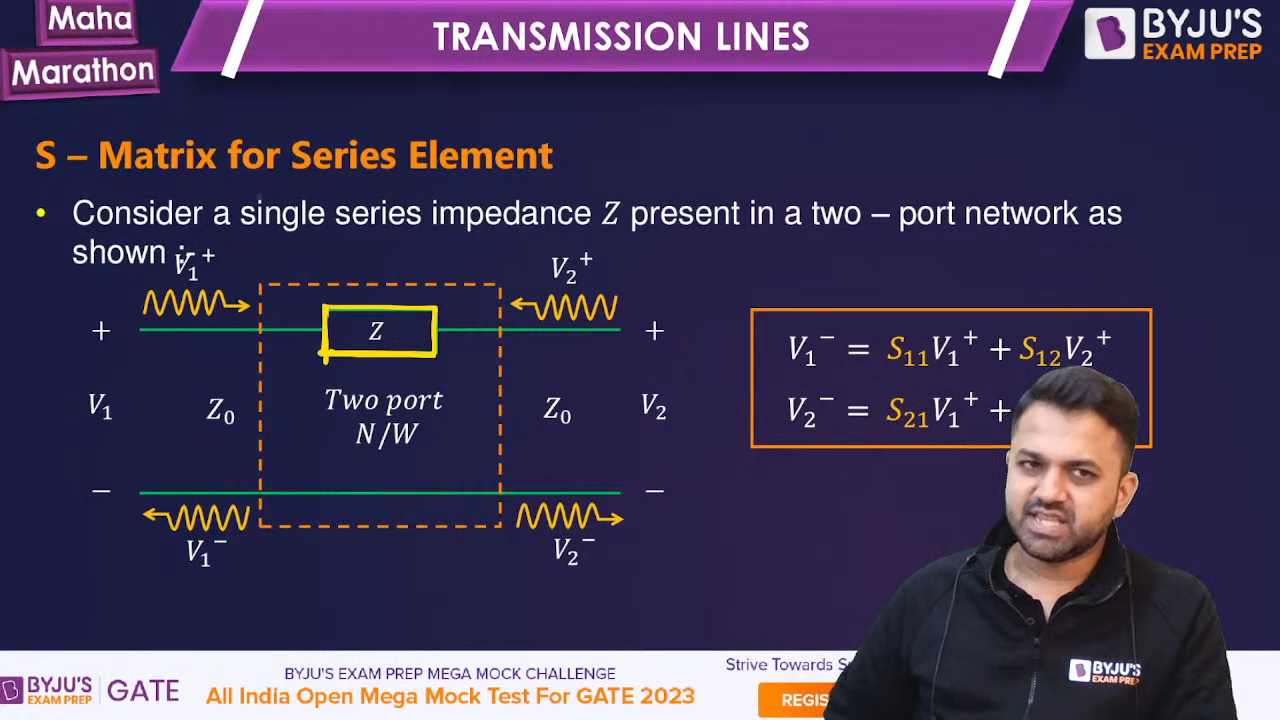 Maha
Marathon
TRANSMISSION LINES
BYJU'S
EXAM PREP
S – Matrix for Series Element
• Consider a single series impedance Z present in a two – port network as
shown :-
V₁⁺
V₂⁺
+
Z
+
V₁
Z₀
Two port
N/W
Z₀
V₂
−
−
V₁⁻
V₂⁻
V₁⁻ = S₁₁V₁⁺ + S₁₂V₂⁺
V₂⁻ = S₂₁V₁⁺ +
BYJU'S
EXAM PREP
BYJU'S
EXAM PREP
GATE
BYJU'S EXAM PREP MEGA MOCK CHALLENGE
All India Open Mega Mock Test For GATE 2023
Strive Towards
REGIS